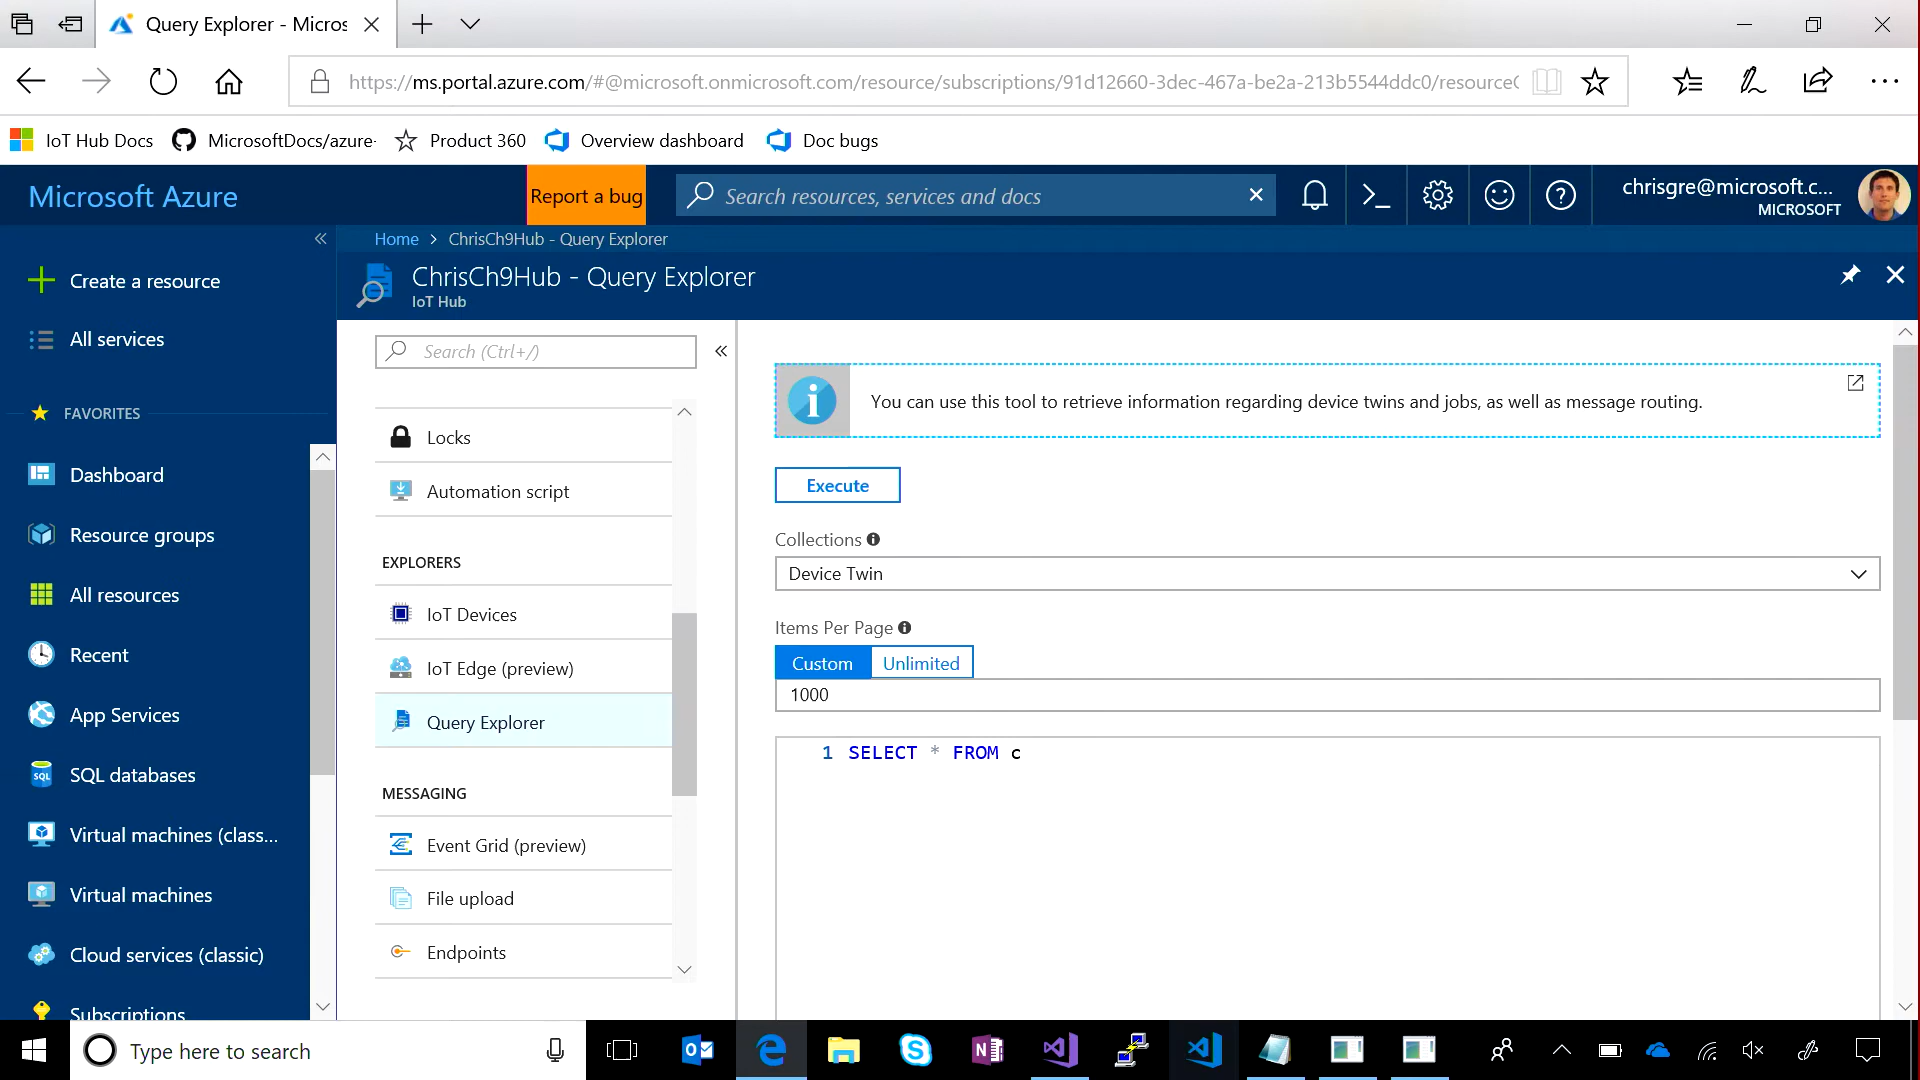 Query Explorer - Micros
https://ms.portal.azure.com/#@microsoft.onmicrosoft.com/resource/subscriptions/91d12660-3dec-467a-be2a-213b5544ddc0/resource
IoT Hub Docs
MicrosoftDocs/azure-
Product 360
Overview dashboard
Doc bugs
Microsoft Azure
Report a bug
Search resources, services and docs
chrisgre@microsoft.c...
MICROSOFT
Home > ChrisCh9Hub - Query Explorer
ChrisCh9Hub - Query Explorer
IoT Hub
Create a resource
All services
FAVORITES
Dashboard
Resource groups
All resources
Recent
App Services
SQL databases
Virtual machines (class...
Virtual machines
Cloud services (classic)
Subscriptions
Search (Ctrl+/)
Locks
Automation script
EXPLORERS
IoT Devices
IoT Edge (preview)
Query Explorer
MESSAGING
Event Grid (preview)
File upload
Endpoints
You can use this tool to retrieve information regarding device twins and jobs, as well as message routing.
Execute
Collections
Device Twin
Items Per Page
Custom
Unlimited
1000
1 SELECT * FROM c
Type here to search